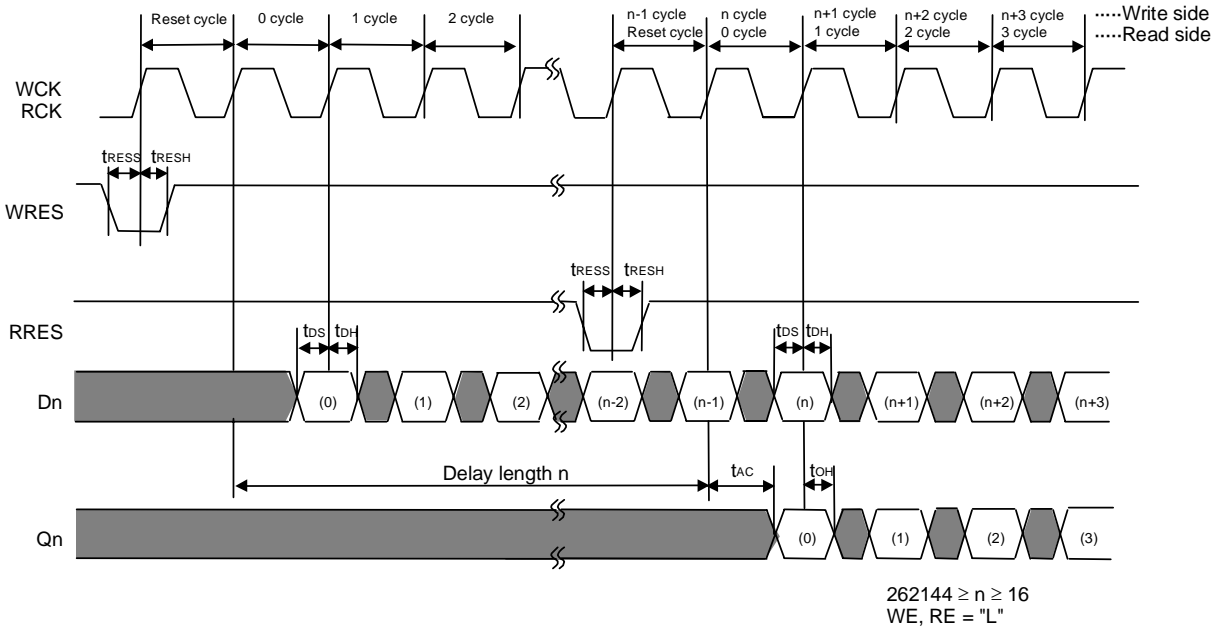 Reset cycle 0 cycle 1 cycle 2 cycle n-1 cycle n cycle n+1 cycle n+2 cycle n+3 cycle ·····Write side
Reset cycle 0 cycle 1 cycle 2 cycle 3 cycle ·····Read side
WCK
RCK
tRESS tRESH
WRES
tRESS tRESH
RRES
tDS tDH tDS tDH
Dn (0) (1) (2) (n-2) (n-1) (n) (n+1) (n+2) (n+3)
Delay length n tAC tOH
Qn (0) (1) (2) (3)
262144 ≥ n ≥ 16
WE, RE = "L"